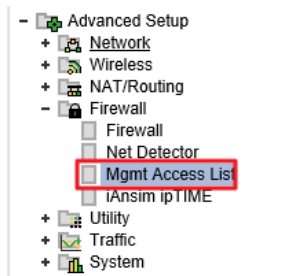 Advanced Setup
Network
Wireless
NAT/Routing
Firewall
Firewall
Net Detector
Mgmt Access List
iAnsim ipTIME
Utility
Traffic
System